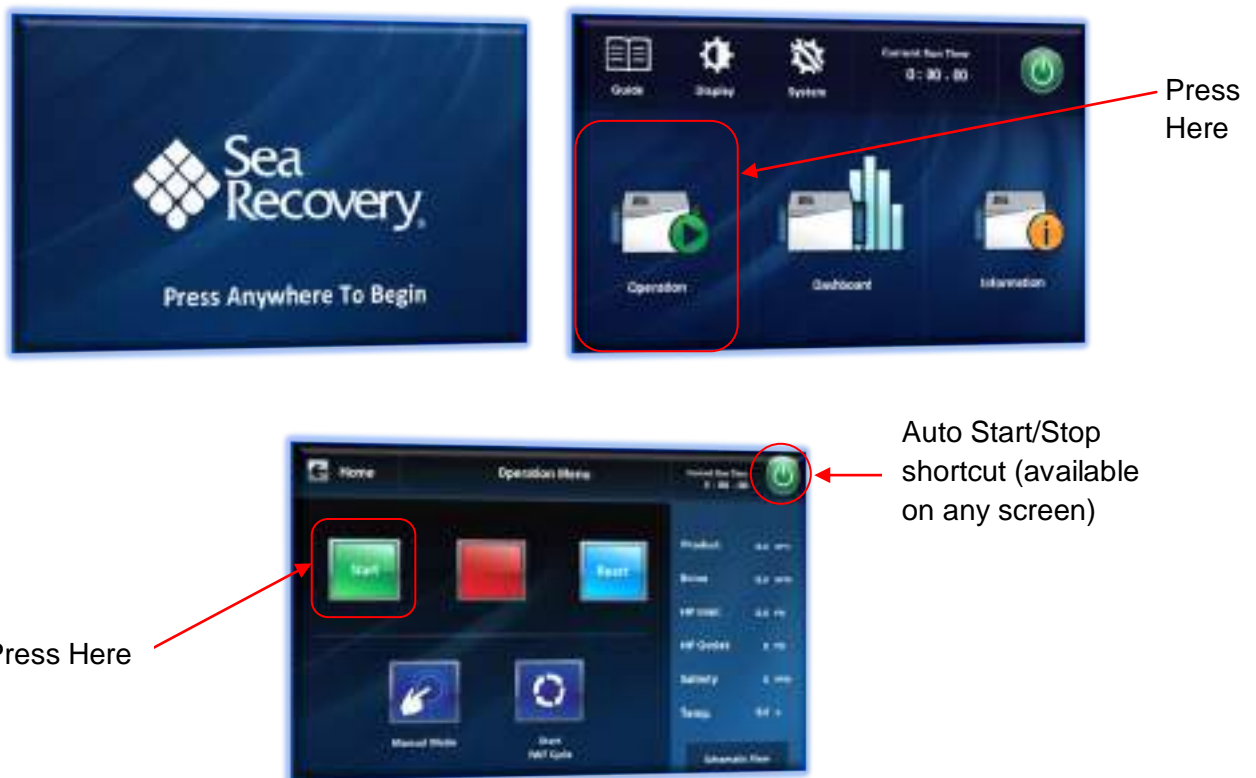 Sea
Recovery
Press Anywhere To Begin
Guide
Display
System
Current Run Time
0 : 00 . 00
Operation
Dashboard
Information
Press
Here
Home
Operation Menu
Start
Reset
Product
Brine
HP Inlet
HP Outlet
Salinity
Temp.
Manual Mode
Start
FWF Cycle
Auto Start/Stop
shortcut (available
on any screen)
Press Here